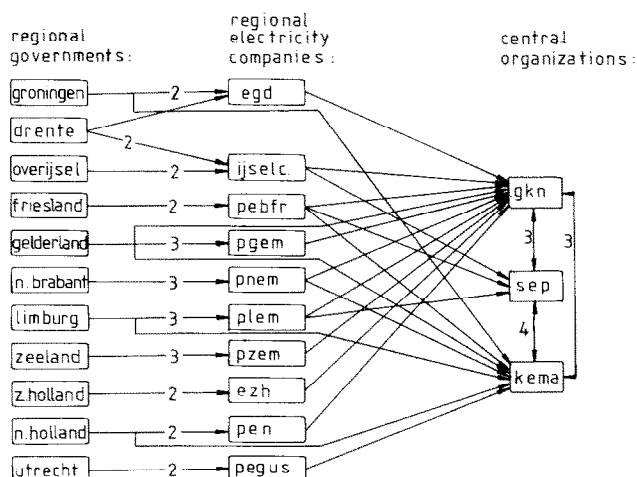 regional
governments:
regional
electricity
companies:
central
organizations:
groningen
2
egd
drente
2
overijsel
2
ijselc.
gkn
friesland
2
pebfr
gelderland
3
pgem
3
3
n.brabant
3
pnem
sep
limburg
3
plem
4
zeeland
3
pzem
kema
z.holland
2
ezh
n.holland
2
pen
utrecht
2
pegus